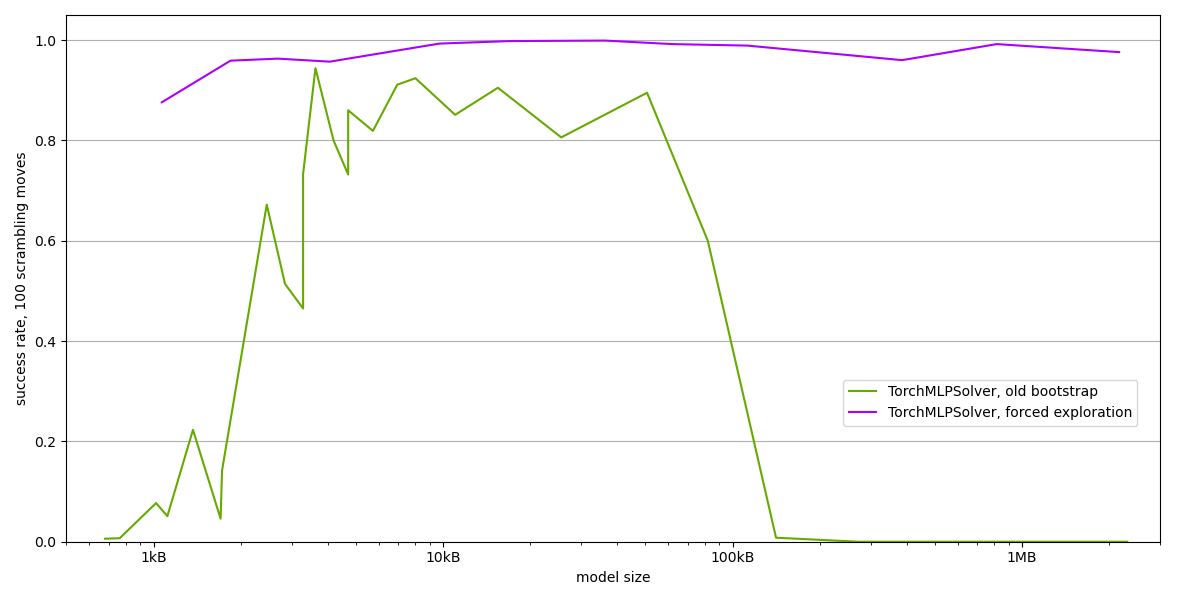 1.0
0.8
0.6
0.4
0.2
0.0
success rate, 100 scrambling moves
TorchMLPSolver, old bootstrap
TorchMLPSolver, forced exploration
1kB 10kB 100kB 1MB
model size